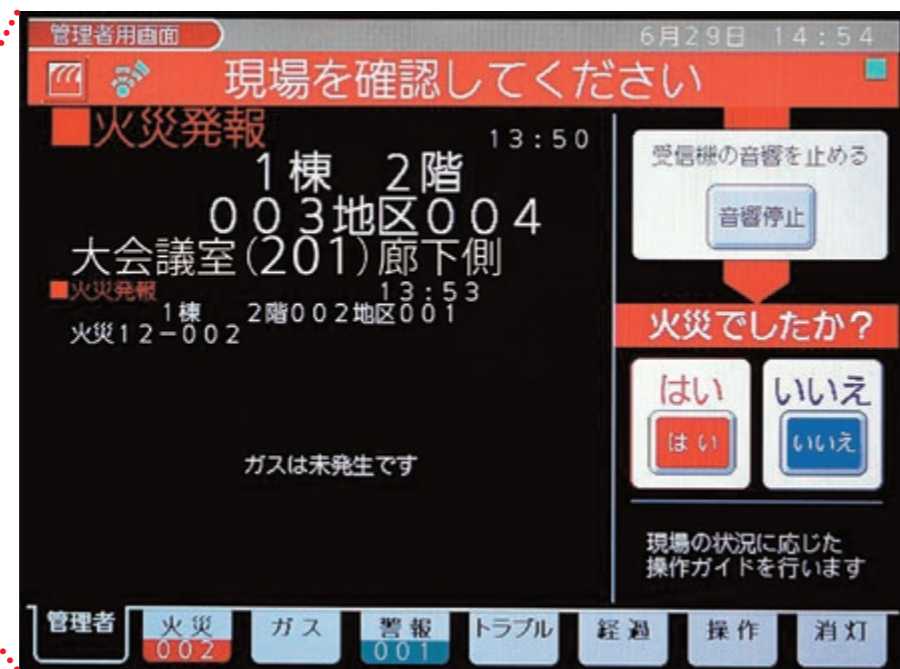 管理者用画面
6月29日 14:54
現場を確認してください
■火災発報 13:50
1棟 2階
003地区004
大会議室(201)廊下側
■火災発報 13:53
1棟 2階002地区001
火災12-002
ガスは未発生です
受信機の音響を止める
音響停止
火災でしたか?
はい いいえ
はい いいえ
現場の状況に応じた
操作ガイドを行います
管理者 火災 ガス 警報 トラブル 経過 操作 消灯
002 001